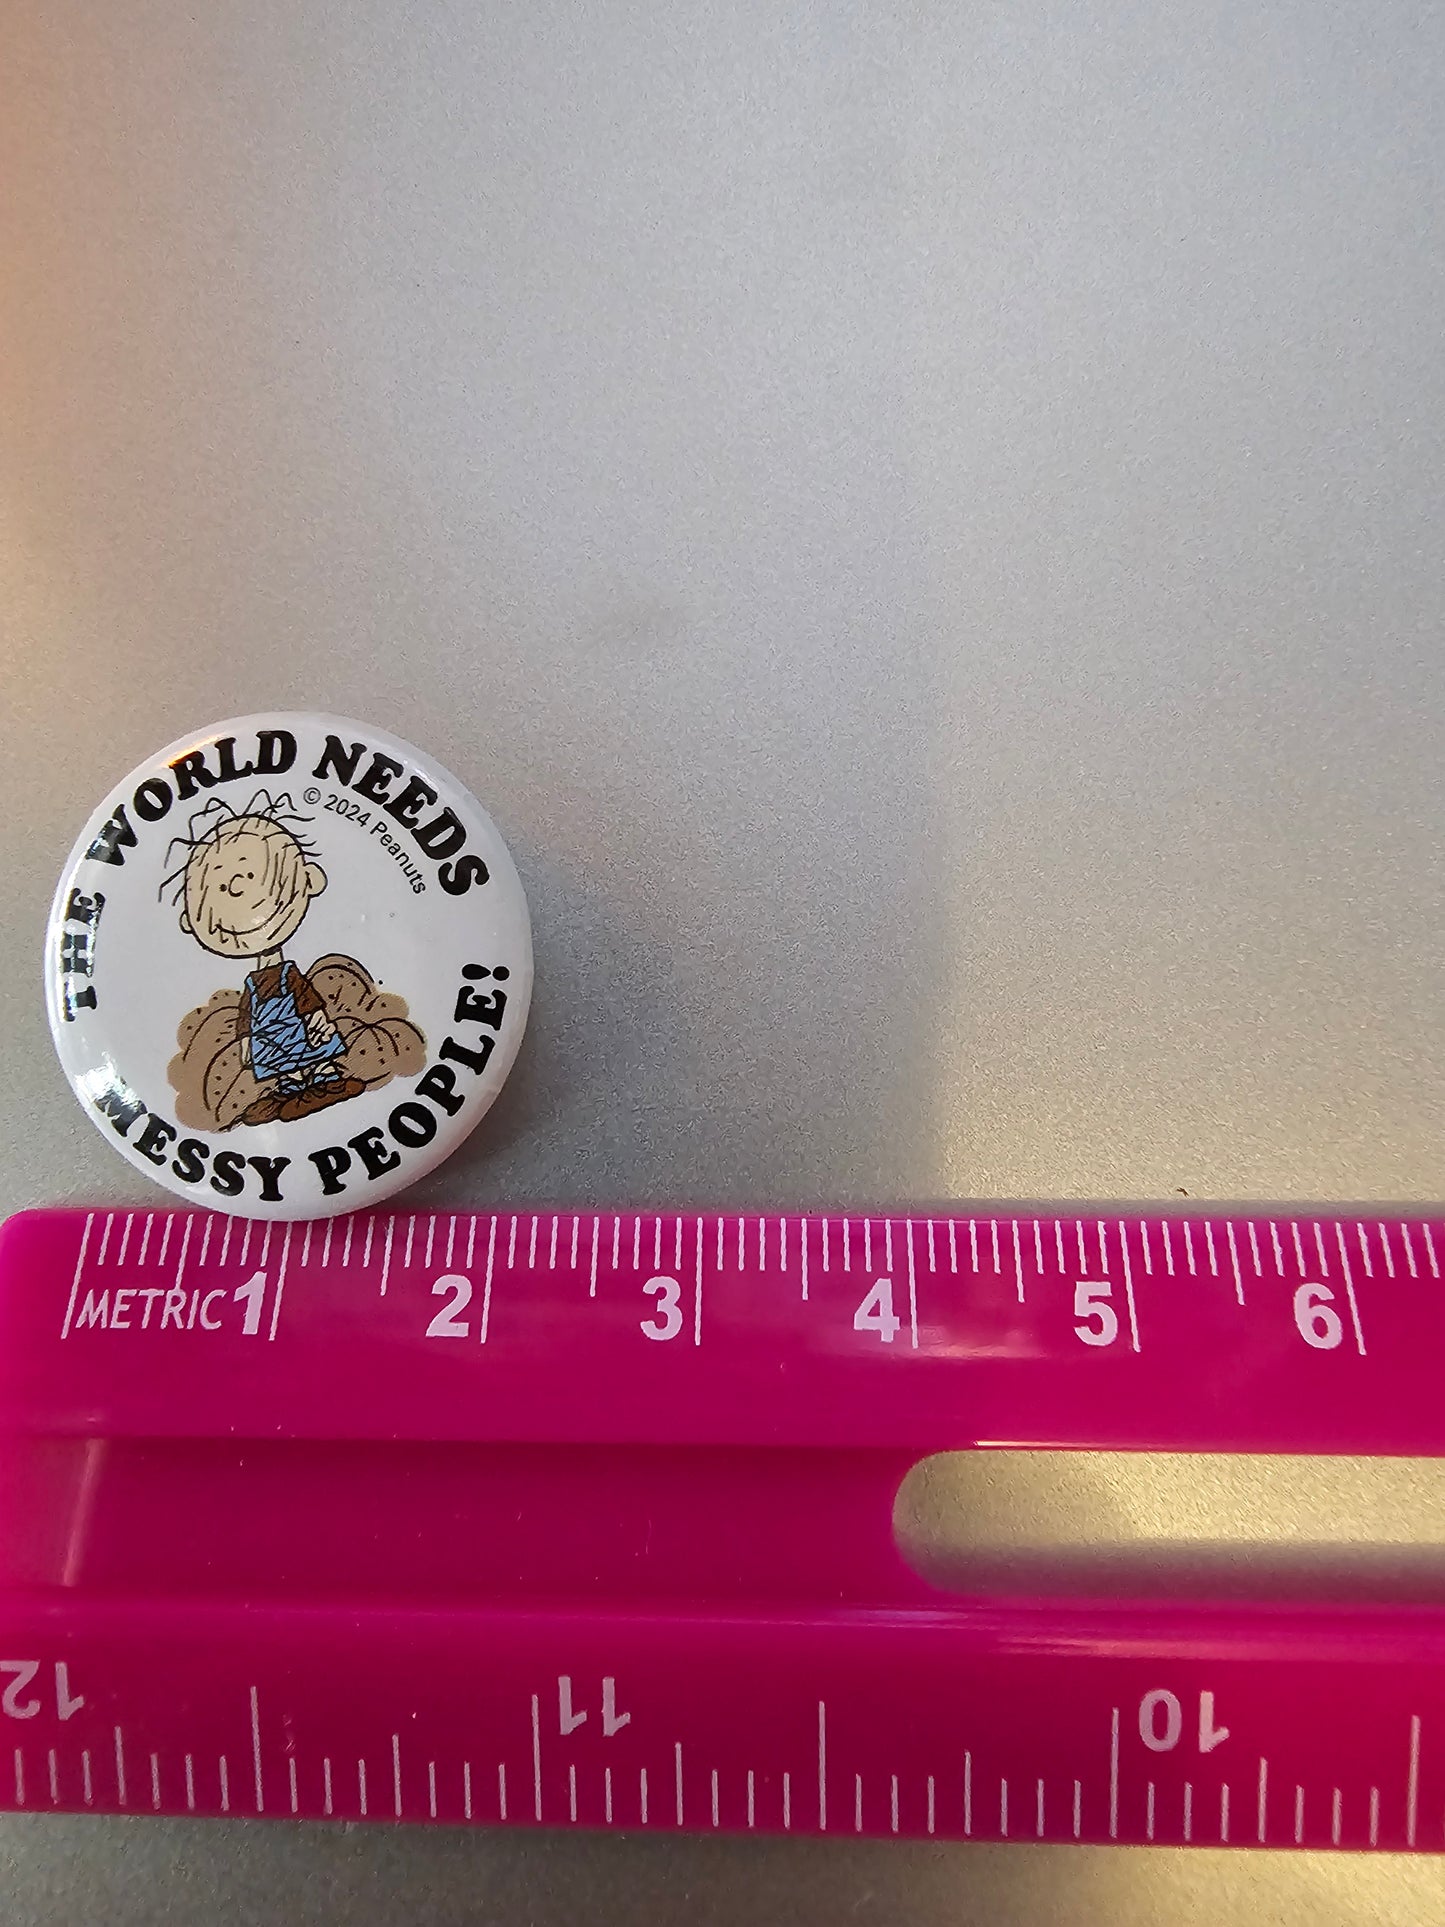 THE WORLD NEEDS
© 2024 Peanuts
MESSY PEOPLE!
METRIC 1 2 3 4 5 6
12 11 10